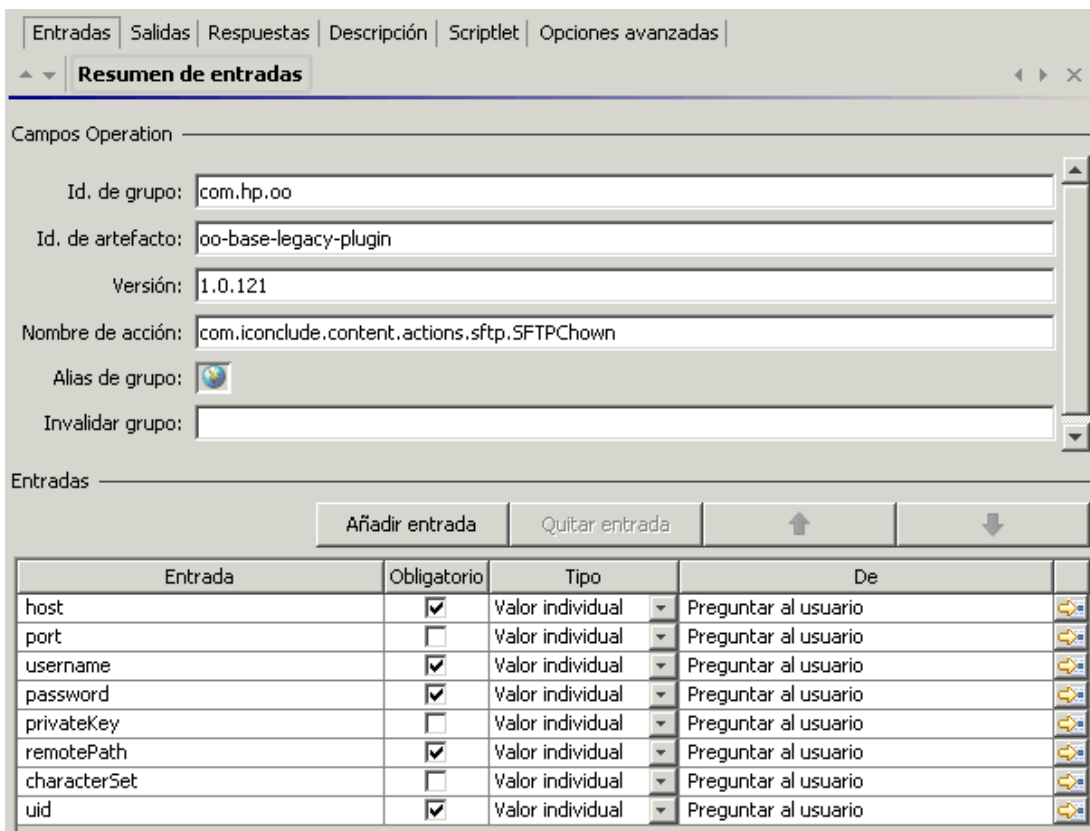 Entradas Salidas Respuestas Descripción Scriptlet Opciones avanzadas
Resumen de entradas
Campos Operation
Id. de grupo: com.hp.oo
Id. de artefacto: oo-base-legacy-plugin
Versión: 1.0.121
Nombre de acción: com.iconclude.content.actions.sftp.SFTPChown
Alias de grupo:
Invalidar grupo:
Entradas
Añadir entrada Quitar entrada
Entrada Obligatorio Tipo De
host Valor individual Preguntar al usuario
port Valor individual Preguntar al usuario
username Valor individual Preguntar al usuario
password Valor individual Preguntar al usuario
privateKey Valor individual Preguntar al usuario
remotePath Valor individual Preguntar al usuario
characterSet Valor individual Preguntar al usuario
uid Valor individual Preguntar al usuario